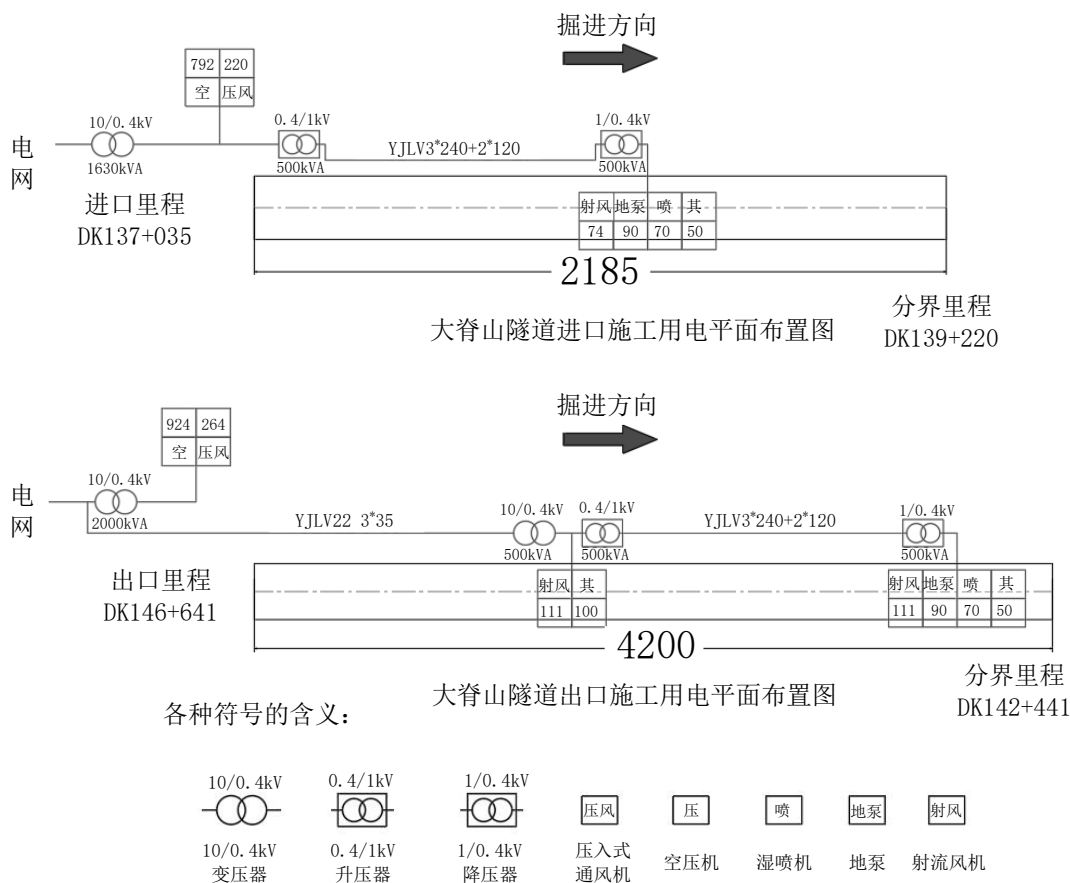 掘进方向
792 220
空 压风
10/0.4kV
0.4/1kV
1/0.4kV
电网
YJLV3*240+2*120
1630kVA
500kVA
500kVA
进口里程
DK137+035
射风 地泵 喷 其
74 90 70 50
2185
大脊山隧道进口施工用电平面布置图
分界里程
DK139+220
掘进方向
924 264
空 压风
10/0.4kV
10/0.4kV
0.4/1kV
1/0.4kV
电网
2000kVA
YJLV22 3*35
YJLV3*240+2*120
500kVA
500kVA
500kVA
出口里程
DK146+641
射风 其
111 100
射风 地泵 喷 其
111 90 70 50
4200
大脊山隧道出口施工用电平面布置图
分界里程
DK142+441
各种符号的含义：
10/0.4kV
0.4/1kV
1/0.4kV
压风
压
喷
地泵
射风
10/0.4kV
变压器
0.4/1kV
升压器
1/0.4kV
降压器
压入式
通风机
空压机
湿喷机
地泵
射流风机